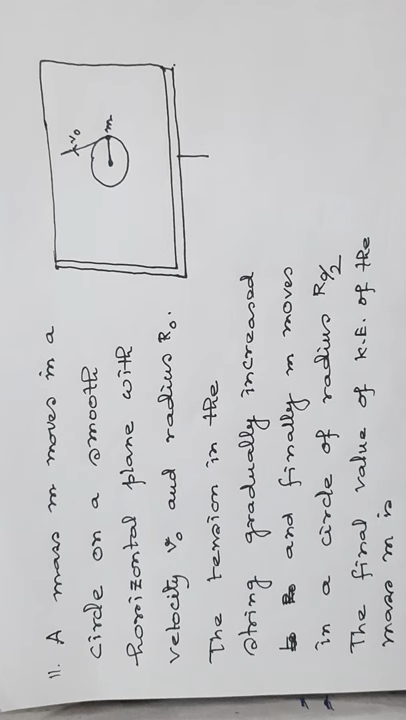 11. A mass m moves in a
circle on a smooth
horizontal plane with
velocity v₀ and radius R₀.
The tension in the
string gradually increased
and finally m moves
in a circle of radius R₀/2
The final value of K.E. of the
mass m is
v₀
m